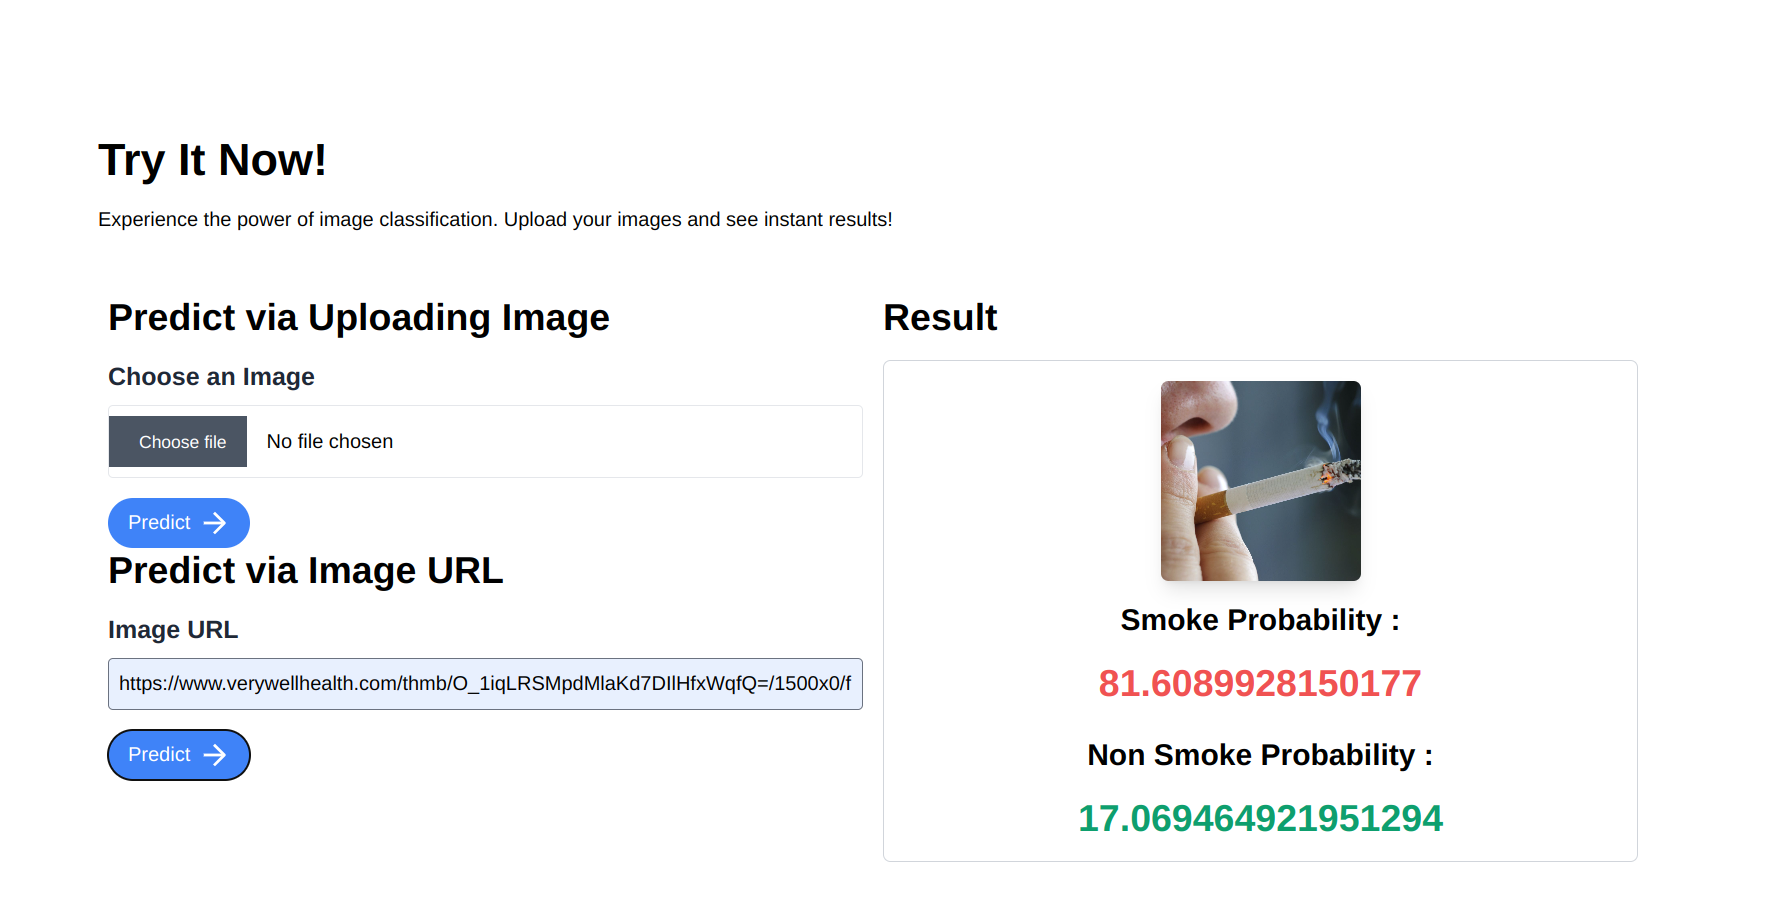 Try It Now!
Experience the power of image classification. Upload your images and see instant results!
Predict via Uploading Image
Choose an Image
Choose file No file chosen
Predict
Predict via Image URL
Image URL
https://www.verywellhealth.com/thmb/O_1iqLRSMpdMlaKd7DIlHfxWqfQ=/1500x0/f
Predict
Result
Smoke Probability :
81.6089928150177
Non Smoke Probability :
17.069464921951294